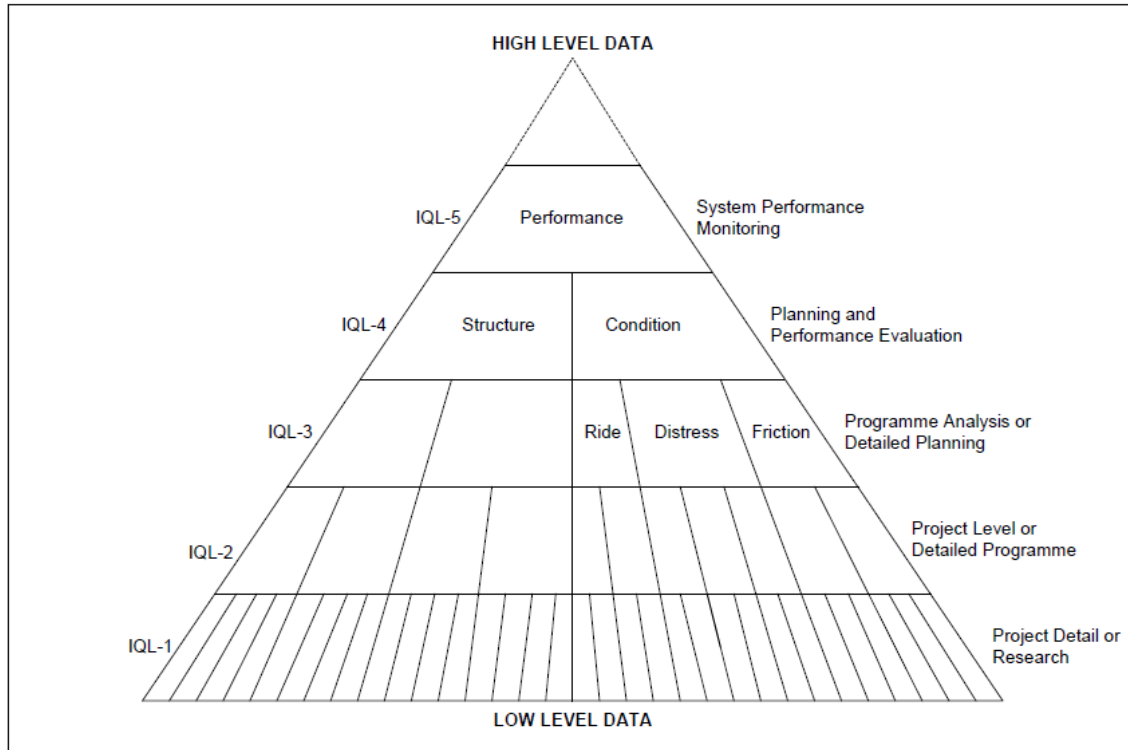 HIGH LEVEL DATA
IQL-5
Performance
System Performance
Monitoring
IQL-4
Structure
Condition
Planning and
Performance Evaluation
IQL-3
Ride
Distress
Friction
Programme Analysis or
Detailed Planning
IQL-2
Project Level or
Detailed Programme
IQL-1
Project Detail or
Research
LOW LEVEL DATA